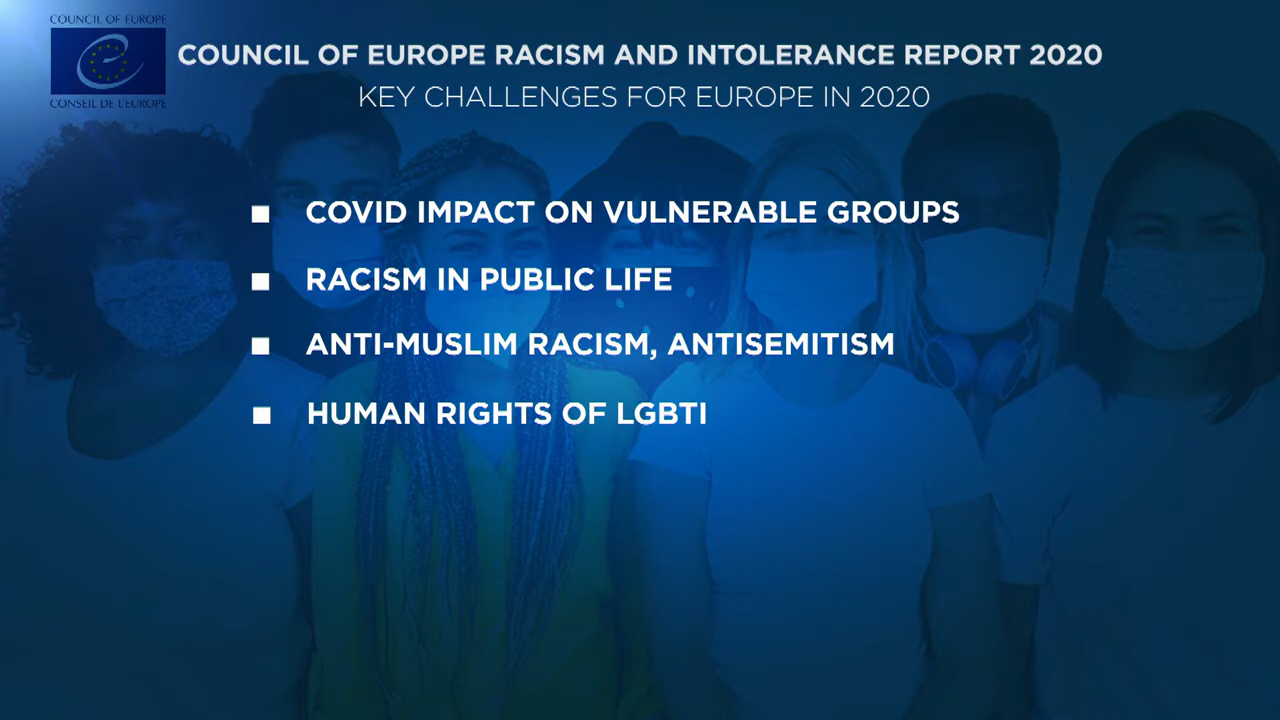 COUNCIL OF EUROPE
CONSEIL DE L'EUROPE
COUNCIL OF EUROPE RACISM AND INTOLERANCE REPORT 2020
KEY CHALLENGES FOR EUROPE IN 2020
■ COVID IMPACT ON VULNERABLE GROUPS
■ RACISM IN PUBLIC LIFE
■ ANTI-MUSLIM RACISM, ANTISEMITISM
■ HUMAN RIGHTS OF LGBTI